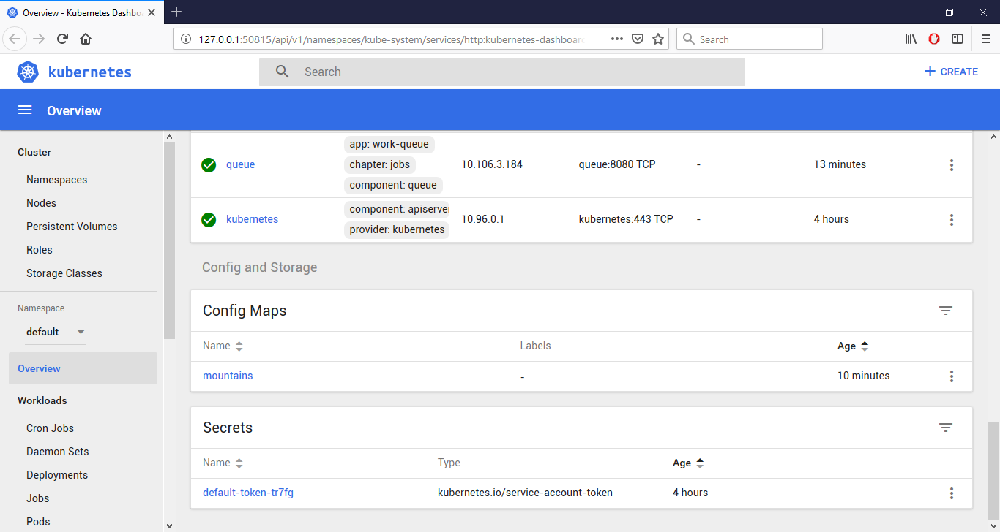 Overview - Kubernetes Dashbo
127.0.0.1:50815/api/v1/namespaces/kube-system/services/http:kubernetes-dashboard
Search
kubernetes
Search
+ CREATE
Overview
Cluster
Namespaces
Nodes
Persistent Volumes
Roles
Storage Classes
Namespace
default
Overview
Workloads
Cron Jobs
Daemon Sets
Deployments
Jobs
Pods
app: work-queue
queue chapter: jobs 10.106.3.184 queue:8080 TCP - 13 minutes
component: queue
component: apiserver
kubernetes 10.96.0.1 kubernetes:443 TCP - 4 hours
provider: kubernetes
Config and Storage
Config Maps
Name Labels Age
mountains - 10 minutes
Secrets
Name Type Age
default-token-tr7fg kubernetes.io/service-account-token 4 hours